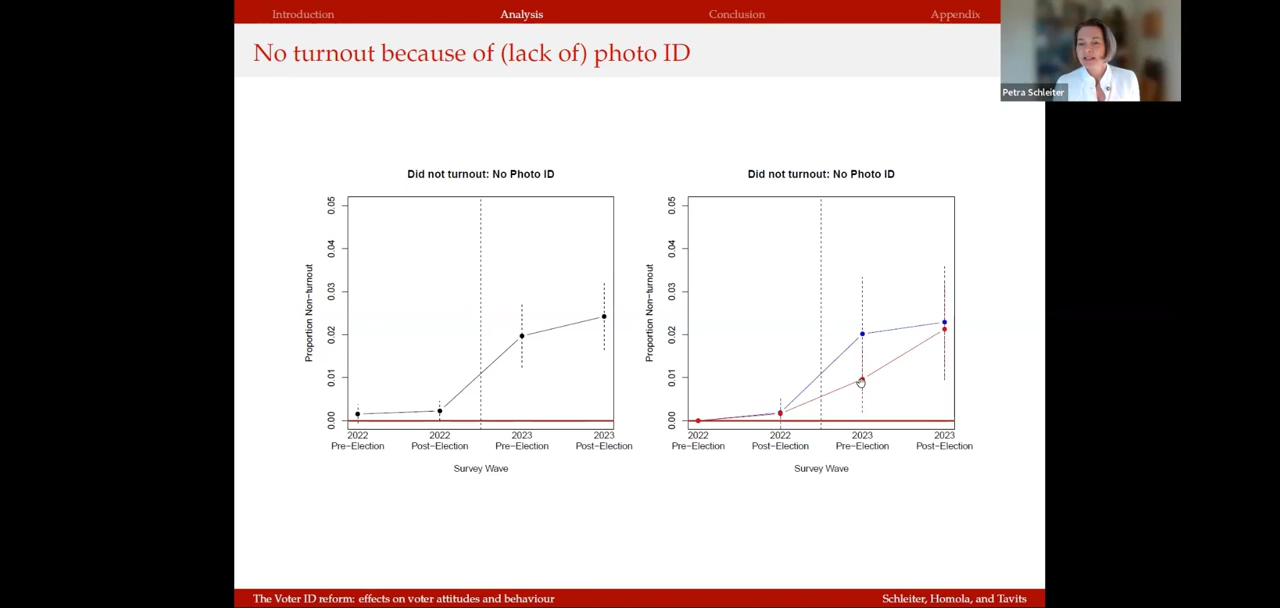 Introduction
Analysis
Conclusion
Appendix
No turnout because of (lack of) photo ID
Petra Schleiter
Did not turnout: No Photo ID
Proportion Non-turnout
0.05
0.04
0.03
0.02
0.01
0.00
2022
Pre-Election
2022
Post-Election
2023
Pre-Election
2023
Post-Election
Survey Wave
Did not turnout: No Photo ID
Proportion Non-turnout
0.05
0.04
0.03
0.02
0.01
0.00
2022
Pre-Election
2022
Post-Election
2023
Pre-Election
2023
Post-Election
Survey Wave
The Voter ID reform: effects on voter attitudes and behaviour
Schleiter, Homola, and Tavits